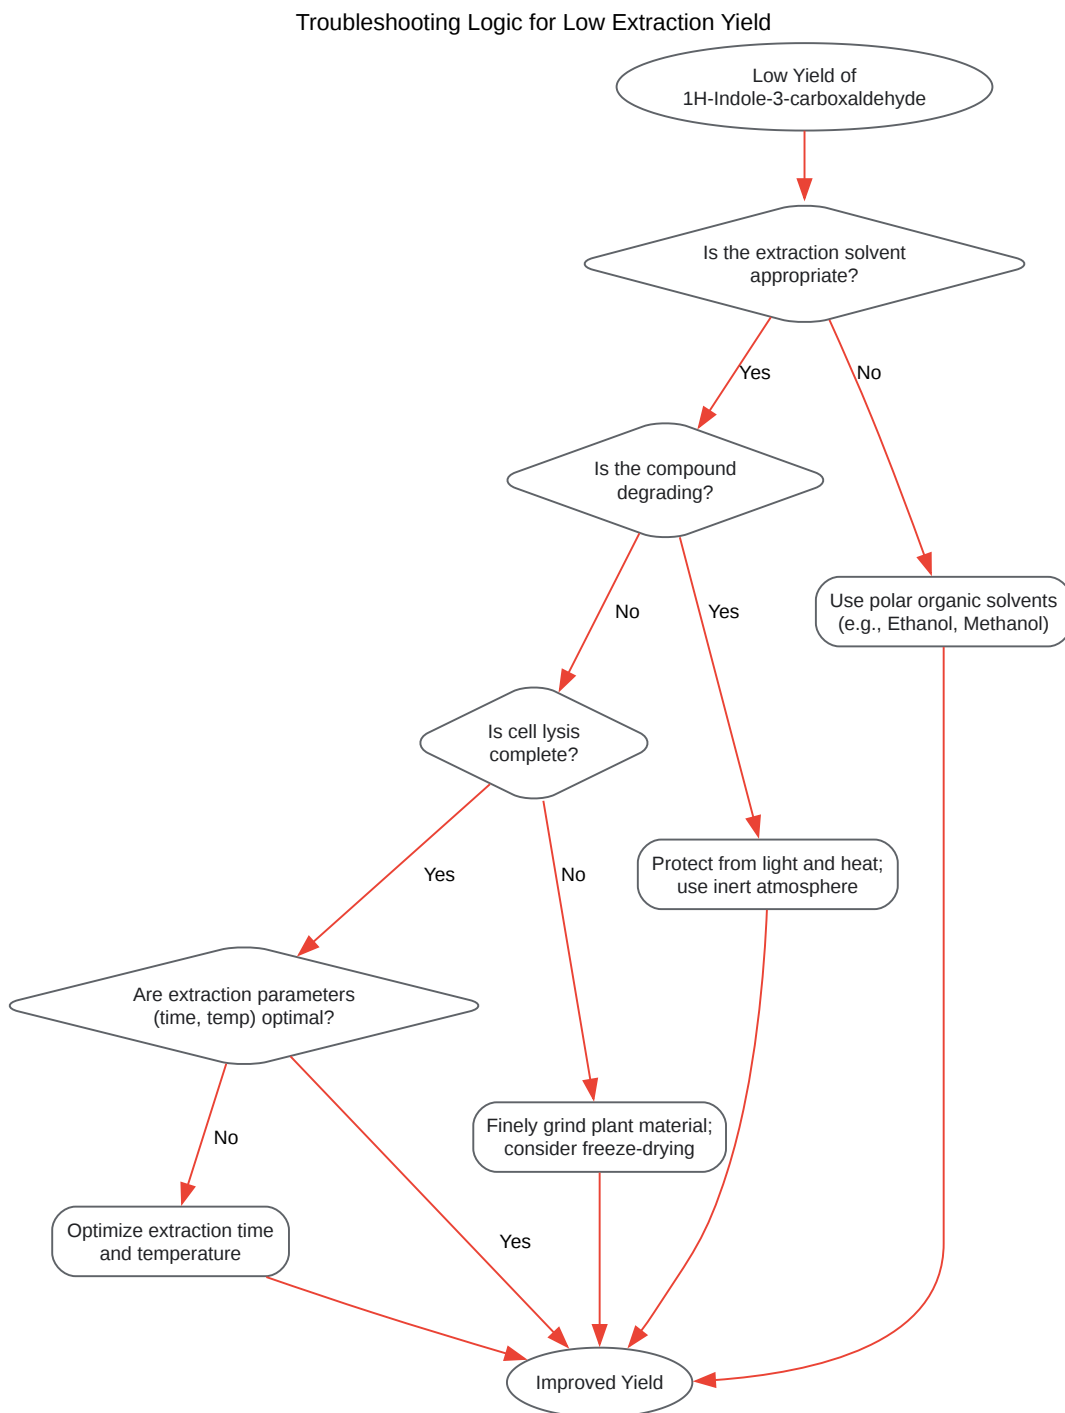 Troubleshooting Logic for Low Extraction Yield
Low Yield of
1H-Indole-3-carboxaldehyde
Is the extraction solvent
appropriate?
Yes
No
Is the compound
degrading?
No
Yes
Use polar organic solvents
(e.g., Ethanol, Methanol)
Is cell lysis
complete?
Yes
No
Protect from light and heat;
use inert atmosphere
Are extraction parameters
(time, temp) optimal?
No
Yes
Finely grind plant material;
consider freeze-drying
Optimize extraction time
and temperature
Improved Yield